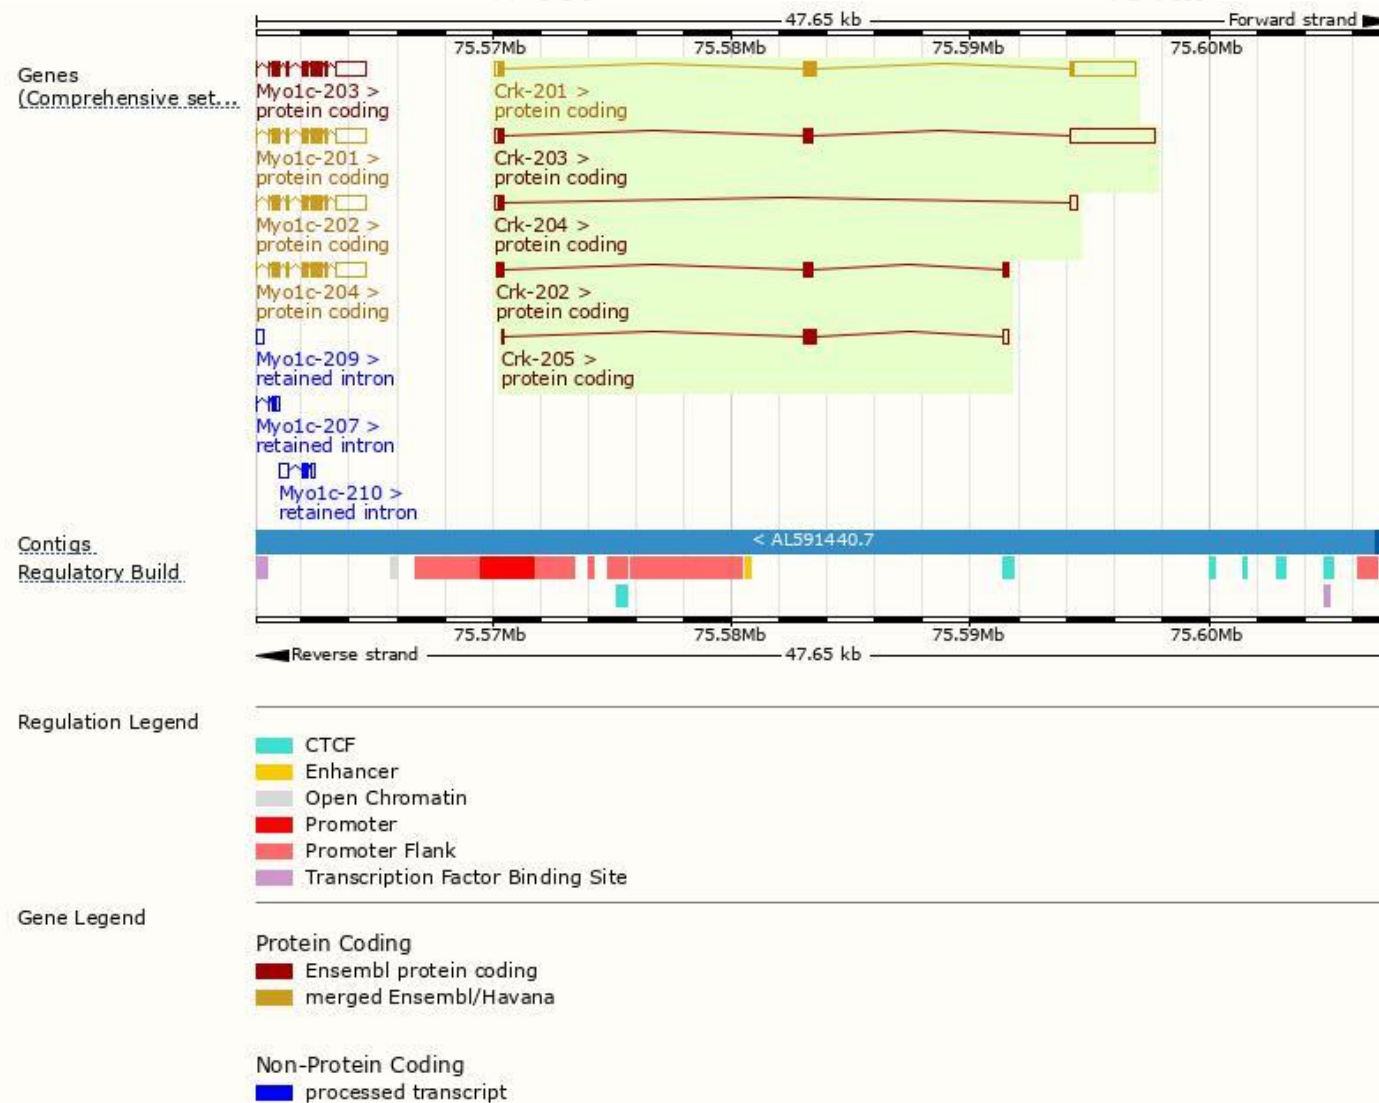 47.65 kb Forward strand
75.57Mb 75.58Mb 75.59Mb 75.60Mb
Genes
(Comprehensive set...
Myo1c-203 > Crk-201 >
protein coding protein coding
Myo1c-201 > Crk-203 >
protein coding protein coding
Myo1c-202 > Crk-204 >
protein coding protein coding
Myo1c-204 > Crk-202 >
protein coding protein coding
Myo1c-209 > Crk-205 >
retained intron protein coding
Myo1c-207 >
retained intron
Myo1c-210 >
retained intron
Contigs < AL591440.7
Regulatory Build
75.57Mb 75.58Mb 75.59Mb 75.60Mb
Reverse strand 47.65 kb
Regulation Legend
CTCF
Enhancer
Open Chromatin
Promoter
Promoter Flank
Transcription Factor Binding Site
Gene Legend
Protein Coding
Ensembl protein coding
merged Ensembl/Havana
Non-Protein Coding
processed transcript